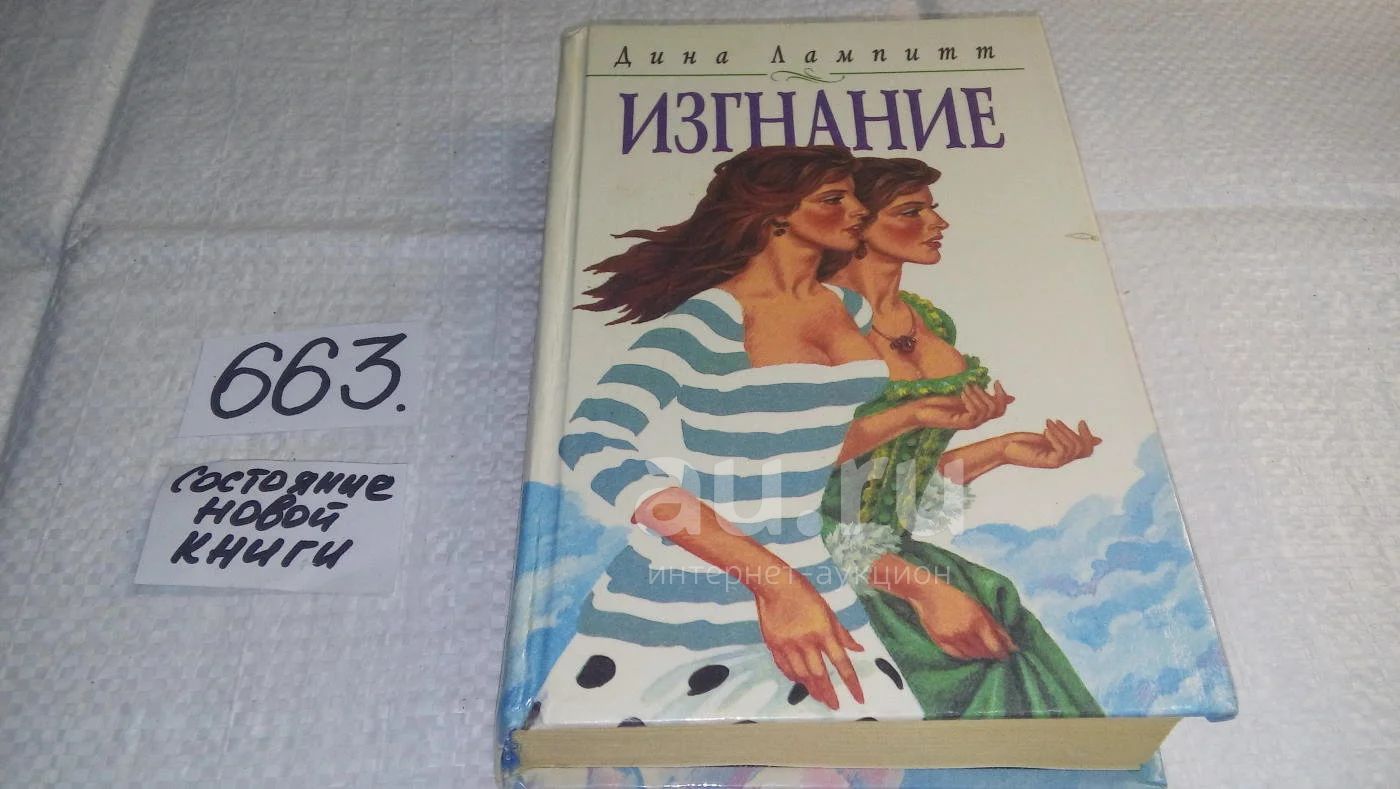 Дина Лампитт
ИЗГНАНИЕ
663.
состояние
новой
книги
au.ru
интернет-аукцион